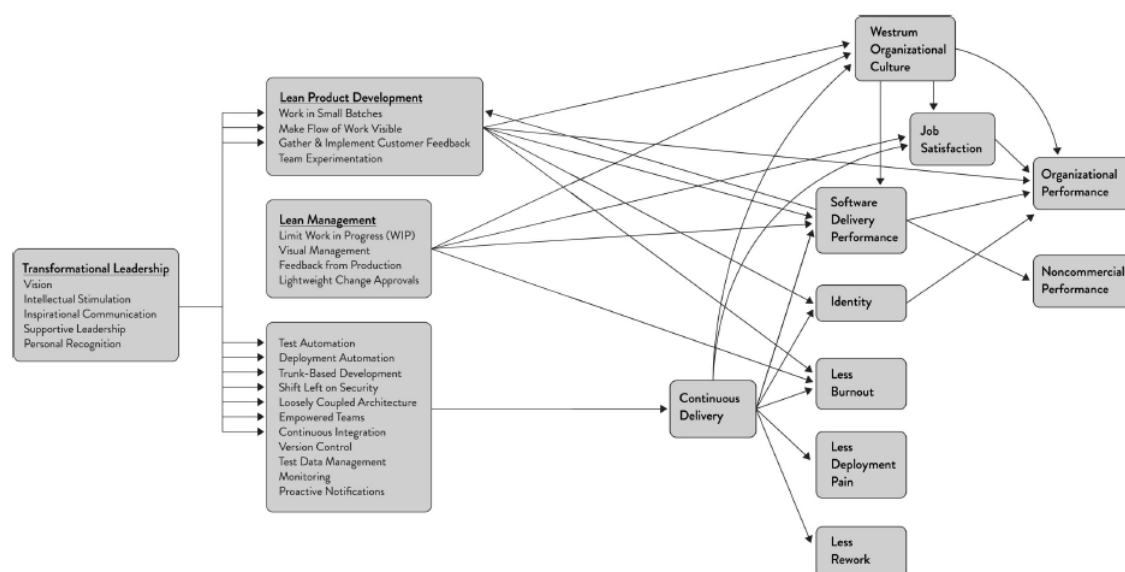 Transformational Leadership
Vision
Intellectual Stimulation
Inspirational Communication
Supportive Leadership
Personal Recognition
Lean Product Development
Work in Small Batches
Make Flow of Work Visible
Gather & Implement Customer Feedback
Team Experimentation
Lean Management
Limit Work in Progress (WIP)
Visual Management
Feedback from Production
Lightweight Change Approvals
Test Automation
Deployment Automation
Trunk-Based Development
Shift Left on Security
Loosely Coupled Architecture
Empowered Teams
Continuous Integration
Version Control
Test Data Management
Monitoring
Proactive Notifications
Continuous
Delivery
Westrum
Organizational
Culture
Job
Satisfaction
Software
Delivery
Performance
Identity
Less
Burnout
Less
Deployment
Pain
Less
Rework
Organizational
Performance
Noncommercial
Performance